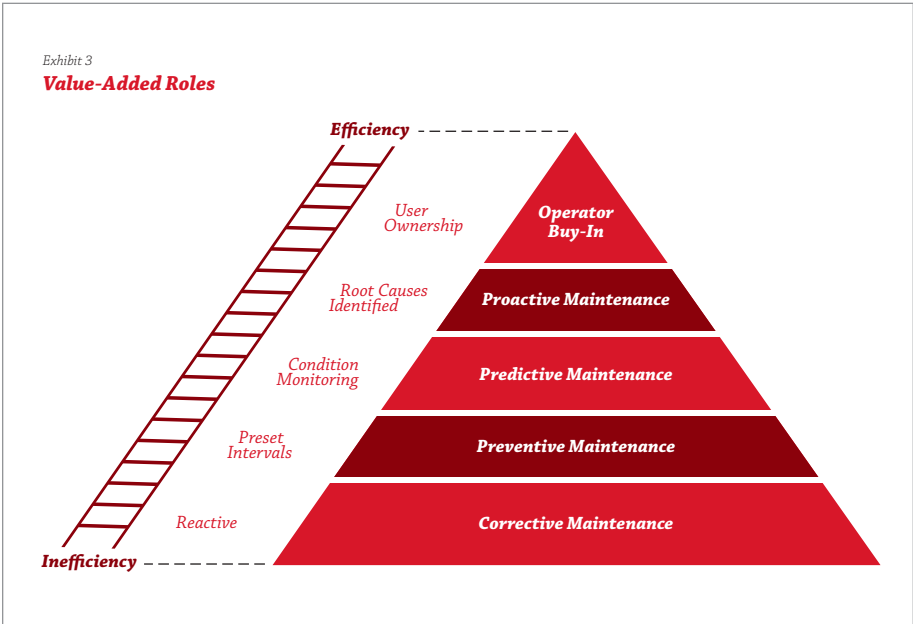 Exhibit 3
Value-Added Roles
Efficiency
User
Ownership
Operator
Buy-In
Root Causes
Identified
Proactive Maintenance
Condition
Monitoring
Predictive Maintenance
Preset
Intervals
Preventive Maintenance
Reactive
Corrective Maintenance
Inefficiency